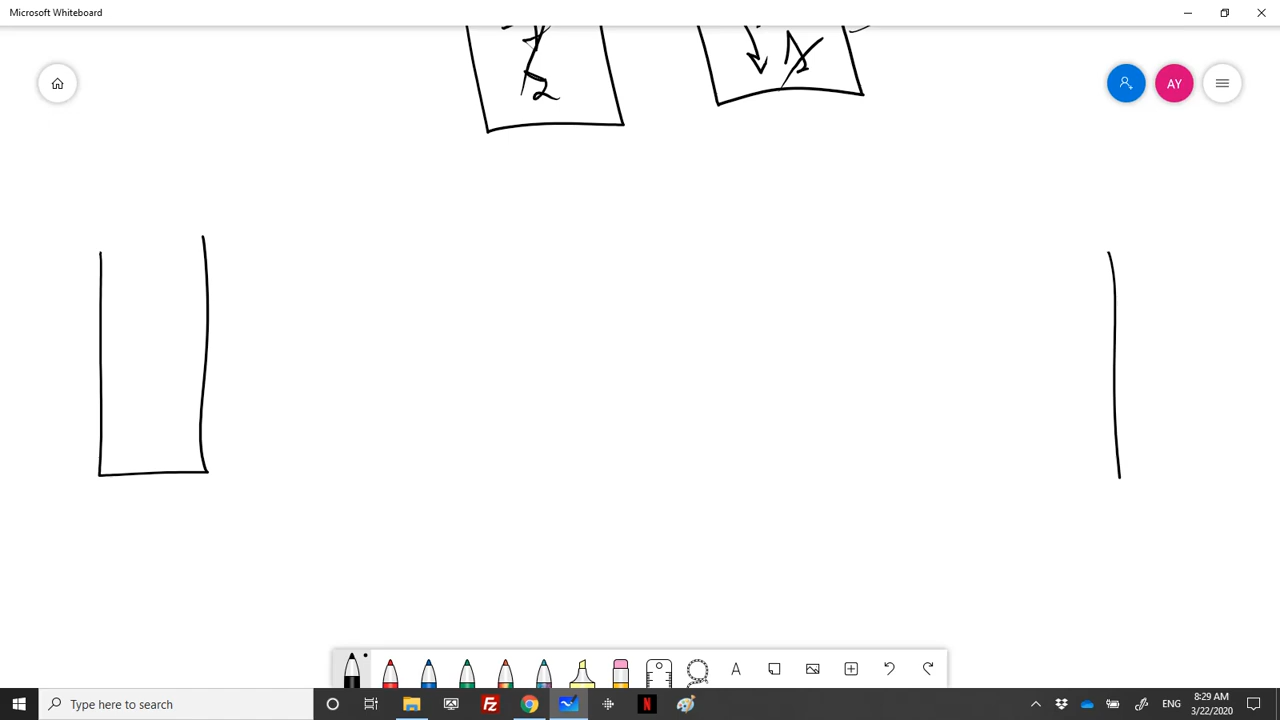 Microsoft Whiteboard
AY
A
Type here to search
ENG
8:29 AM
3/22/2020